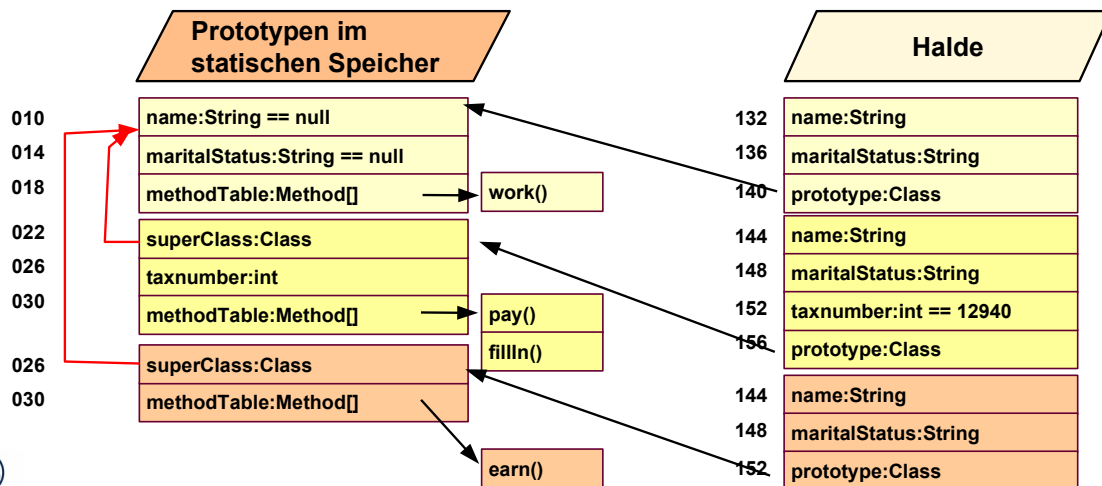 Prototypen im
statischen Speicher
010 name:String == null
014 maritalStatus:String == null
018 methodTable:Method[] work()
022 superClass:Class
026 taxnumber:int
030 methodTable:Method[] pay()
fillIn()
026 superClass:Class
030 methodTable:Method[]
earn()
Halde
132 name:String
136 maritalStatus:String
140 prototype:Class
144 name:String
148 maritalStatus:String
152 taxnumber:int == 12940
156 prototype:Class
144 name:String
148 maritalStatus:String
152 prototype:Class